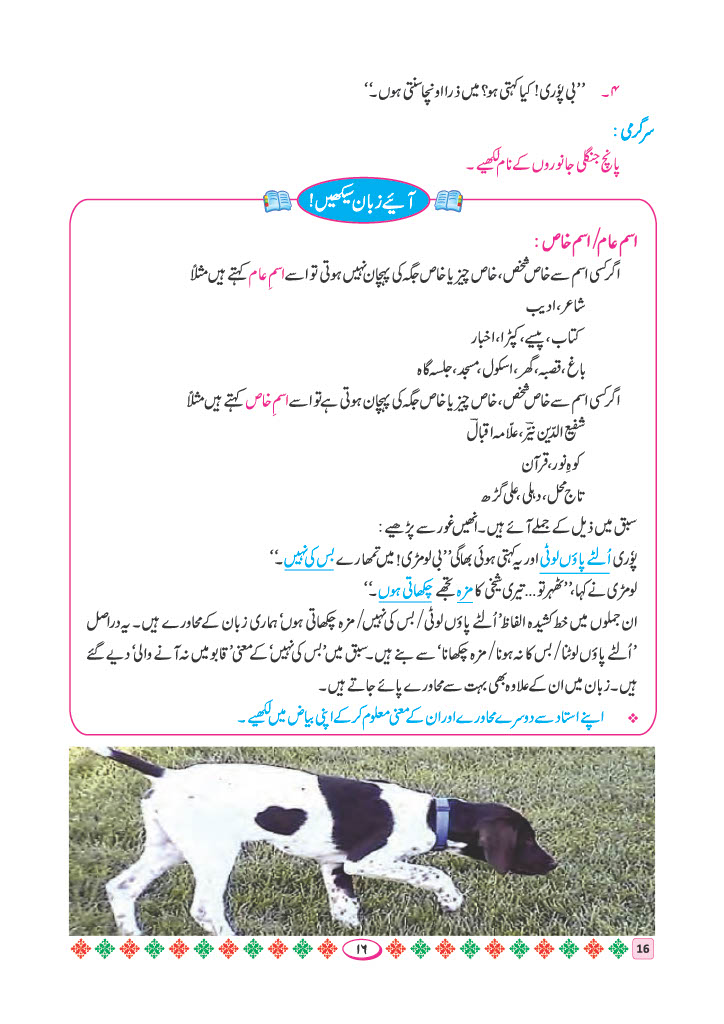 ۴۔ ”بی پوُری! کیا کہتی ہو؟ میں ذرا اونچا سنتی ہوں۔“
سرگرمی :
پانچ جنگلی جانوروں کے نام لکھیے ۔
آئیے زبان سیکھیں!
اسم عام/ اسم خاص :
اگر کسی اسم سے خاص شخص، خاص چیز یا خاص جگہ کی پہچان نہیں ہوتی تو اسے اسمِ عام کہتے ہیں مثلاً
شاعر، ادیب
کتاب، پیسے، کپڑا، اخبار
باغ، قصبہ، گھر، اسکول، مسجد، جلسہ گاہ
اگر کسی اسم سے خاص شخص، خاص چیز یا خاص جگہ کی پہچان ہوتی ہے تو اسے اسمِ خاص کہتے ہیں مثلاً
شفیع الدّین نیّرؔ، علاّمہ اقبالؔ
کوہِ نور، قرآن
تاج محل، دہلی، علی گڑھ
سبق میں ذیل کے جملے آئے ہیں۔ انھیں غور سے پڑھیے :
پوُری اُلٹے پاؤں لوٹی اور یہ کہتی ہوئی بھاگی ”بی لومڑی! میں تمھارے بس کی نہیں ۔“
لومڑی نے کہا، ”ٹھہر تو... تیری شیخی کا مزہ تجھے چکھاتی ہوں ۔“
ان جملوں میں خط کشیدہ الفاظ ’اُلٹے پاؤں لوٹی/ بس کی نہیں/ مزہ چکھاتی ہوں‘ ہماری زبان کے محاورے ہیں۔ یہ دراصل
’اُلٹے پاؤں لوٹنا/ بس کا نہ ہونا/ مزہ چکھانا‘ سے بنے ہیں۔ سبق میں ’بس کی نہیں‘ کے معنی ’قابو میں نہ آنے والی‘ دیے گئے
ہیں۔ زبان میں ان کے علاوہ بھی بہت سے محاورے پائے جاتے ہیں۔
❖ اپنے استاد سے دوسرے محاورے اور ان کے معنی معلوم کر کے اپنی بیاض میں لکھیے ۔
۱۶
16